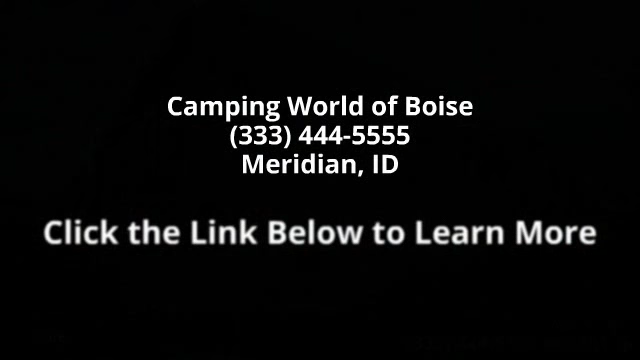 Camping World of Boise
(333) 444-5555
Meridian, ID
Click the Link Below to Learn More